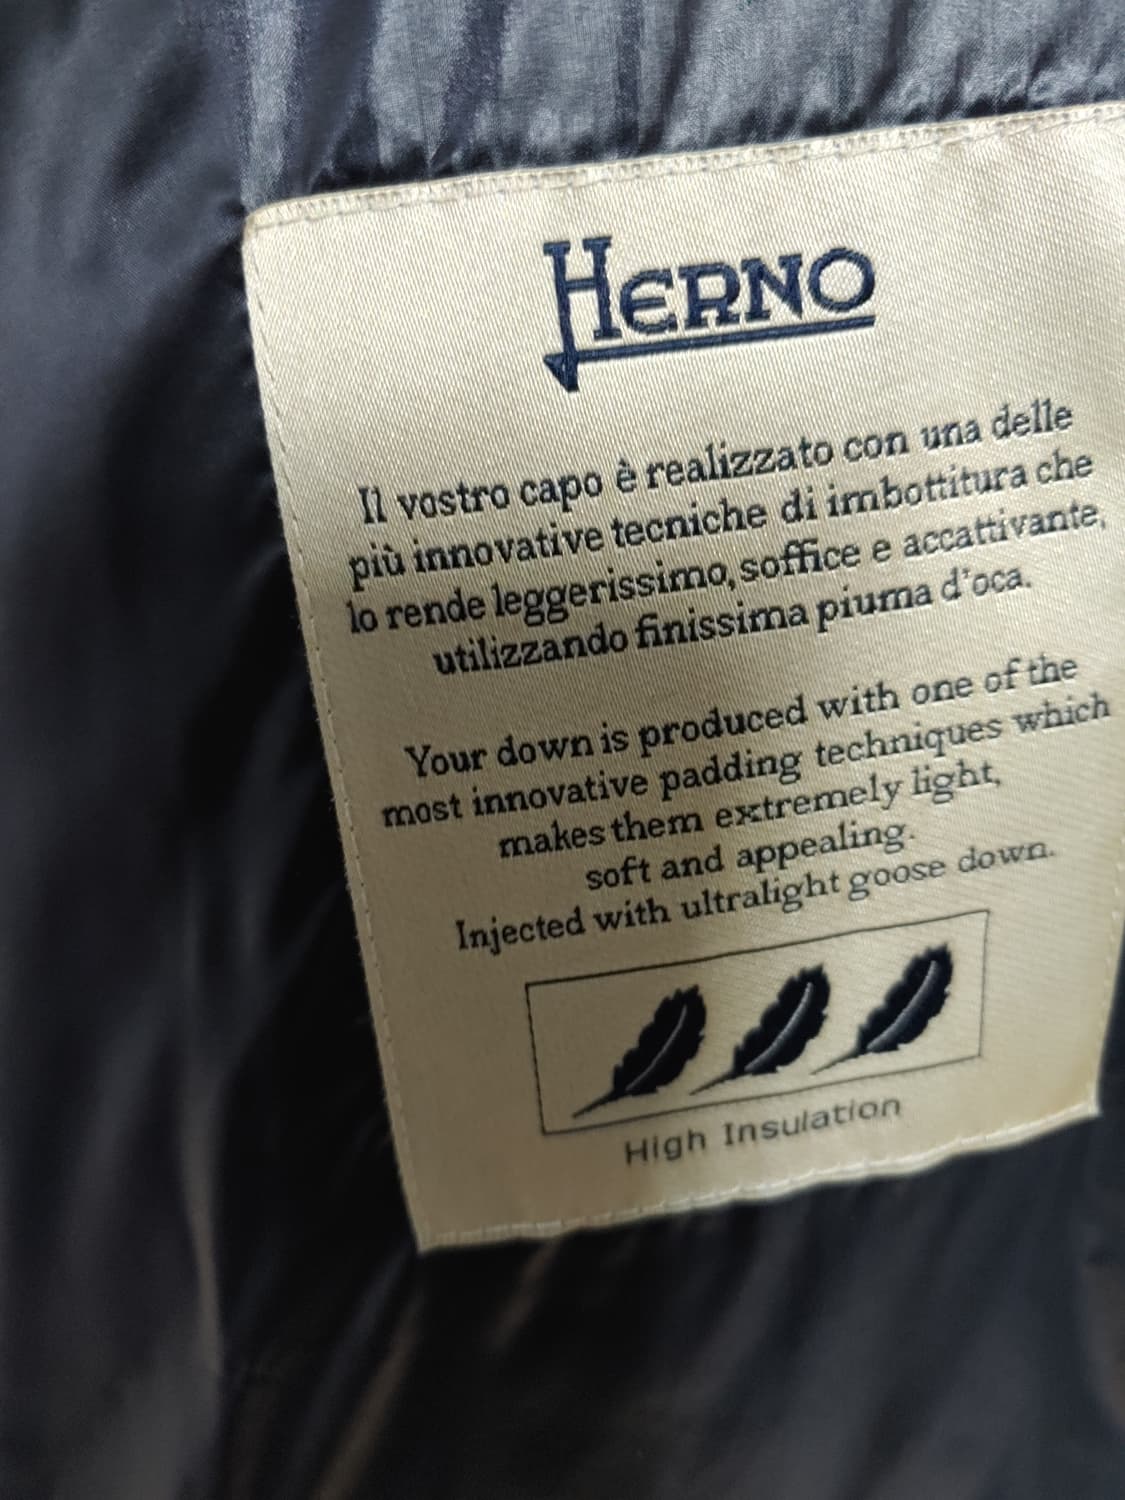 HERNO
Il vostro capo è realizzato con una delle
più innovative tecniche di imbottitura che
lo rende leggerissimo, soffice e accattivante,
utilizzando finissima piuma d'oca.
Your down is produced with one of the
most innovative padding techniques which
makes them extremely light,
soft and appealing.
Injected with ultralight goose down.
High Insulation